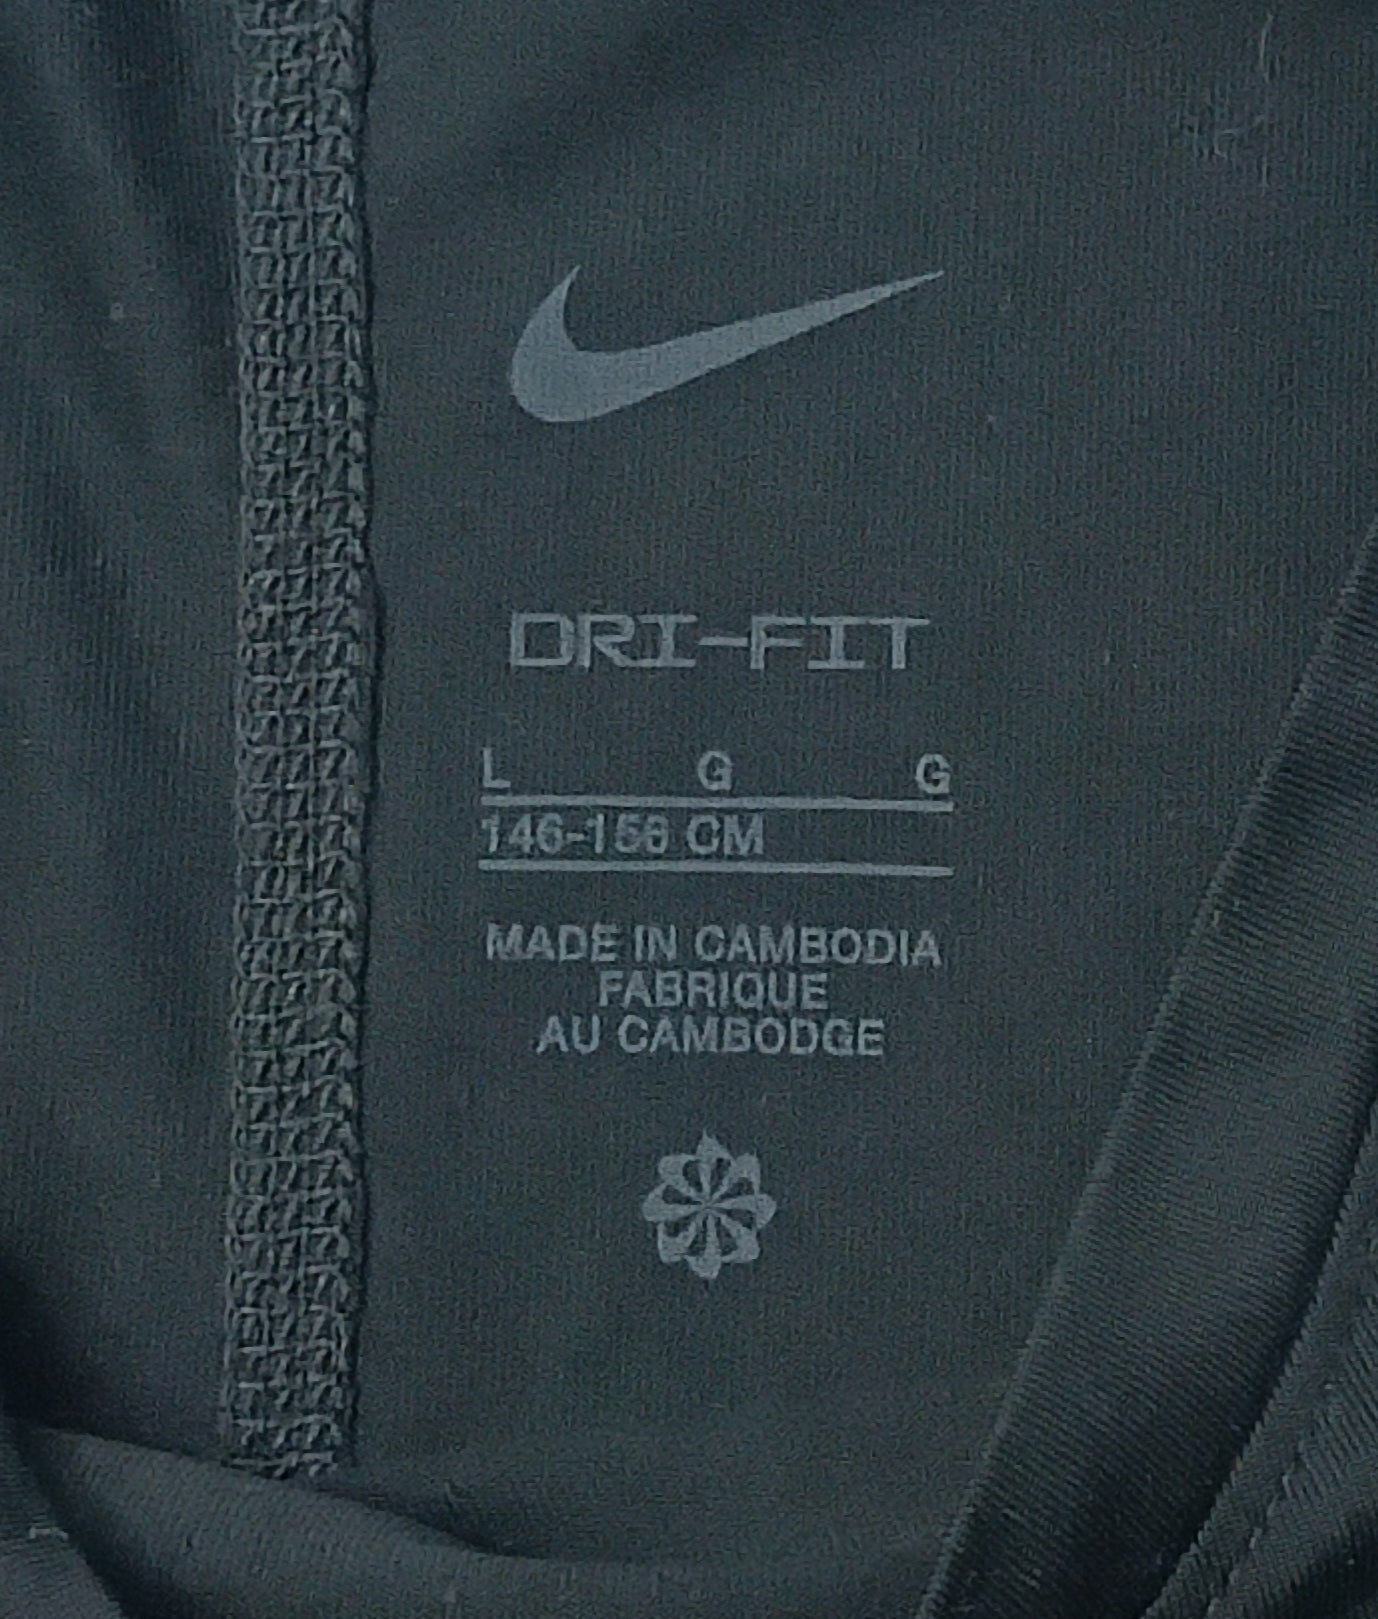 DRI-FIT
L G G
146-156 CM
MADE IN CAMBODIA
FABRIQUE
AU CAMBODGE